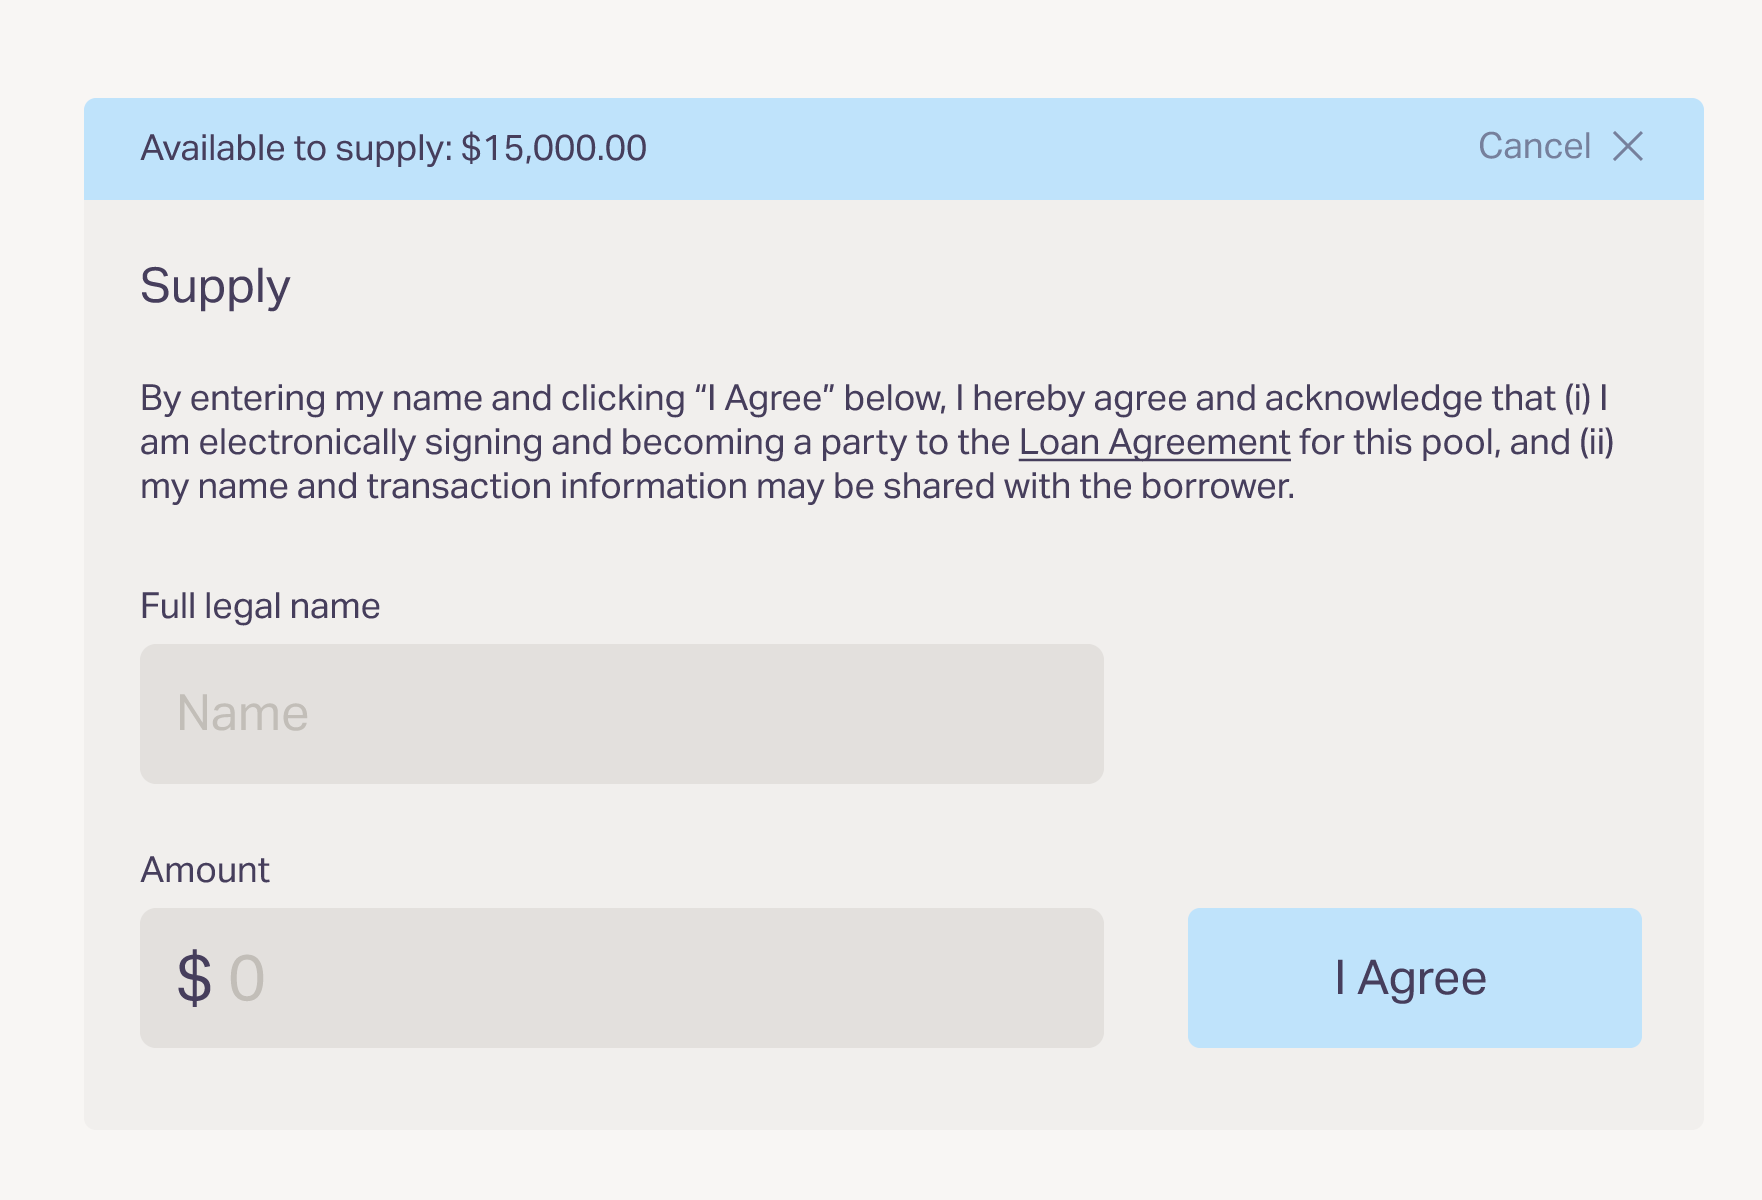 Available to supply: $15,000.00
Cancel
Supply
By entering my name and clicking “I Agree” below, I hereby agree and acknowledge that (i) I
am electronically signing and becoming a party to the Loan Agreement for this pool, and (ii)
my name and transaction information may be shared with the borrower.
Full legal name
Name
Amount
$ 0
I Agree